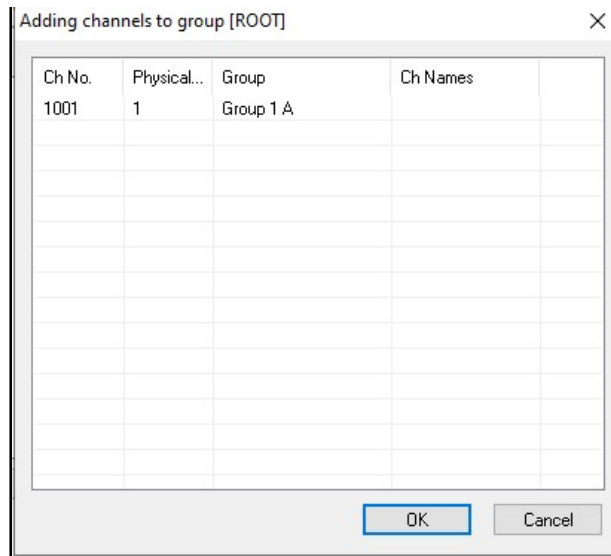 Adding channels to group [ROOT]
Ch No. Physical... Group Ch Names
1001 1 Group 1 A
OK Cancel